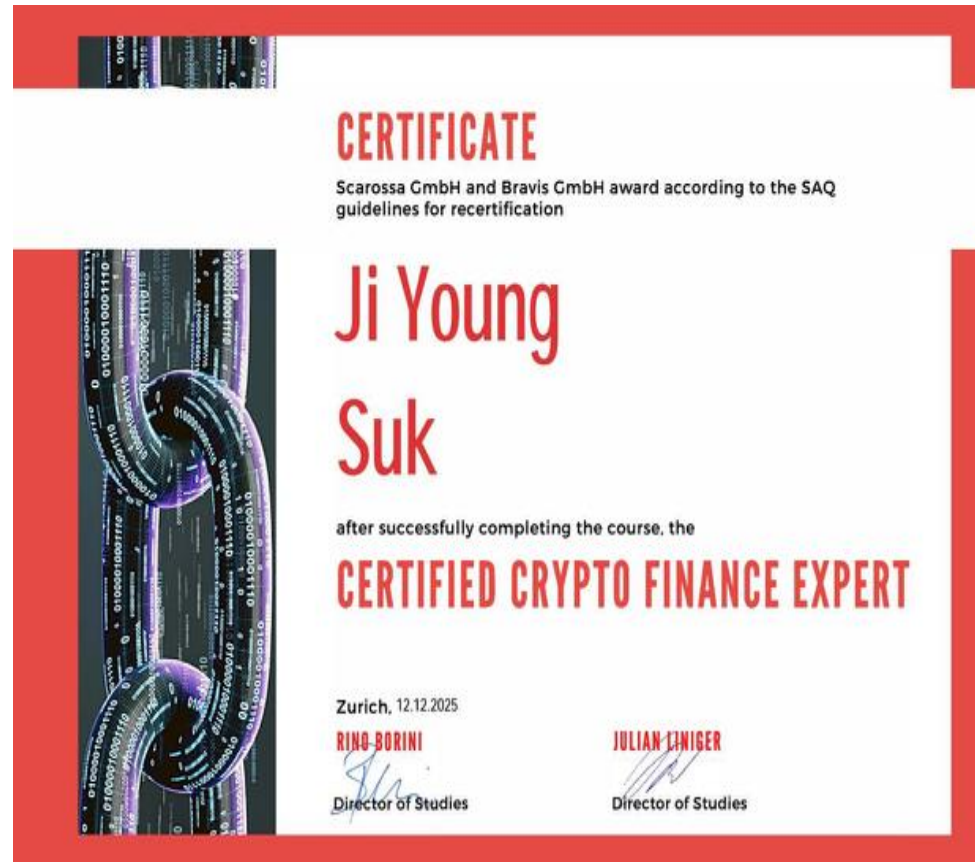 CERTIFICATE
Scarossa GmbH and Bravis GmbH award according to the SAQ
guidelines for recertification
Ji Young
Suk
after successfully completing the course, the
CERTIFIED CRYPTO FINANCE EXPERT
Zurich, 12.12.2025
RINO BORINI
JULIAN LINIGER
Director of Studies
Director of Studies